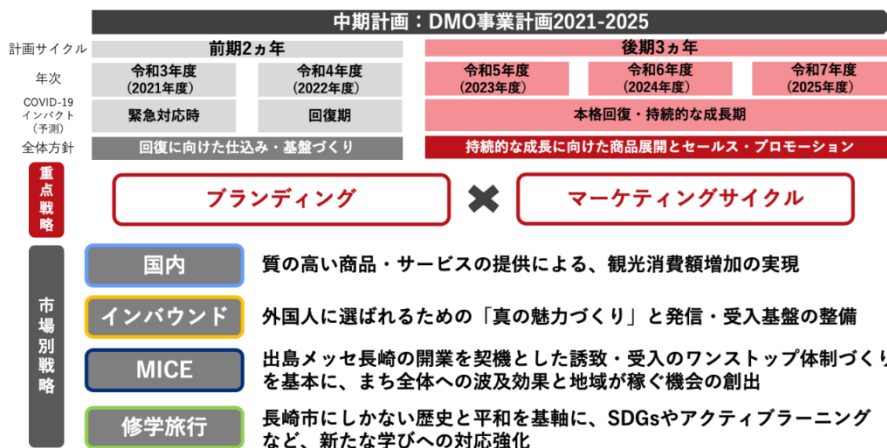 中期計画：DMO事業計画2021-2025
計画サイクル
前期2ヵ年
後期3ヵ年
年次
令和3年度
(2021年度)
令和4年度
(2022年度)
令和5年度
(2023年度)
令和6年度
(2024年度)
令和7年度
(2025年度)
COVID-19
インパクト
(予測)
緊急対応時
回復期
本格回復・持続的な成長期
全体方針
回復に向けた仕込み・基盤づくり
持続的な成長に向けた商品展開とセールス・プロモーション
重点戦略
ブランディング
×
マーケティングサイクル
市場別戦略
国内
質の高い商品・サービスの提供による、観光消費額増加の実現
インバウンド
外国人に選ばれるための「真の魅力づくり」と発信・受入基盤の整備
MICE
出島メッセ長崎の開業を契機とした誘致・受入のワンストップ体制づくり
を基本に、まち全体への波及効果と地域が稼ぐ機会の創出
修学旅行
長崎市にしかない歴史と平和を基軸に、SDGsやアクティブラーニング
など、新たな学びへの対応強化